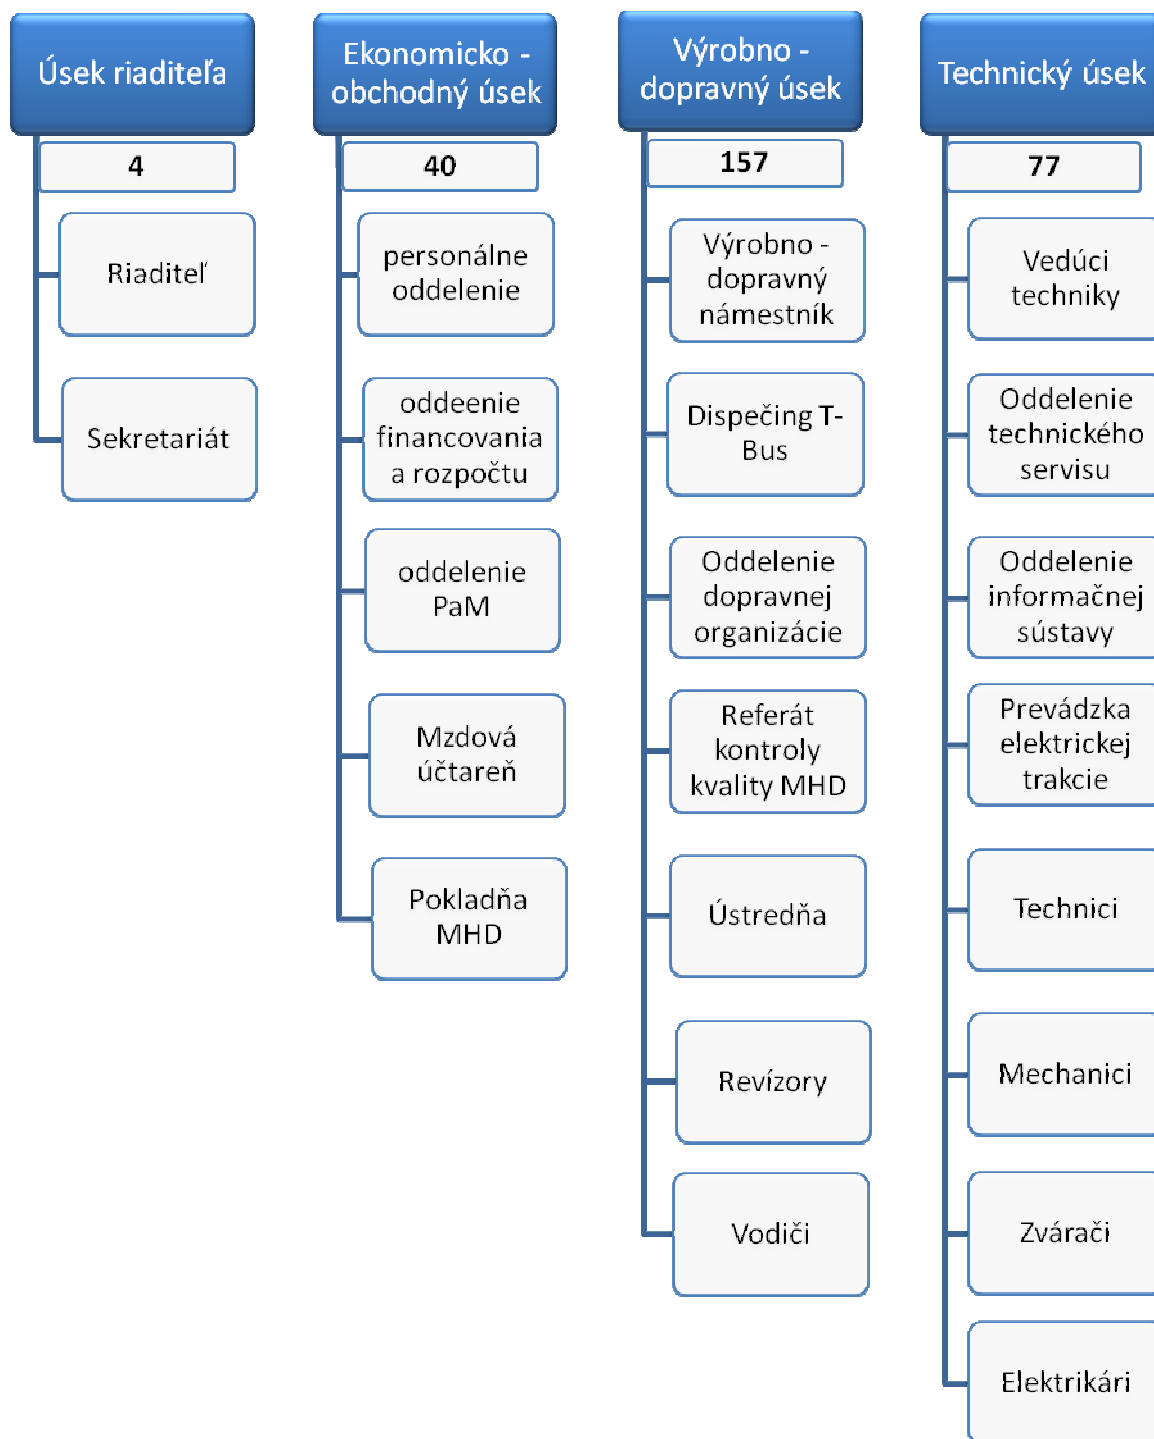 Úsek riaditeľa
4
Riaditeľ
Sekretariát
Ekonomicko -
obchodný úsek
40
personálne
oddelenie
oddeenie
financovania
a rozpočtu
oddelenie
PaM
Mzdová
účtareň
Pokladňa
MHD
Výrobno -
dopravný úsek
157
Výrobno -
dopravný
námestník
Dispečing T-
Bus
Oddelenie
dopravnej
organizácie
Referát
kontroly
kvality MHD
Ústredňa
Revízory
Vodiči
Technický úsek
77
Vedúci
techniky
Oddelenie
technického
servisu
Oddelenie
informačnej
sústavy
Prevádzka
elektrickej
trakcie
Technici
Mechanici
Zvárači
Elektrikári